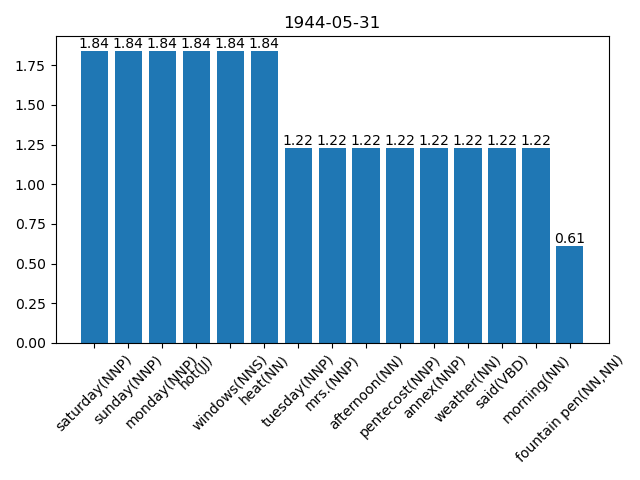 1944-05-31
1.84 1.84 1.84 1.84 1.84 1.84
1.22 1.22 1.22 1.22 1.22 1.22 1.22 1.22
0.61
1.75
1.50
1.25
1.00
0.75
0.50
0.25
0.00
saturday(NNP)
sunday(NNP)
monday(NNP)
hot(JJ)
windows(NNS)
heat(NN)
tuesday(NNP)
mrs.(NNP)
afternoon(NN)
pentecost(NNP)
annex(NNP)
weather(NN)
said(VBD)
morning(NN)
fountain pen(NN,NN)